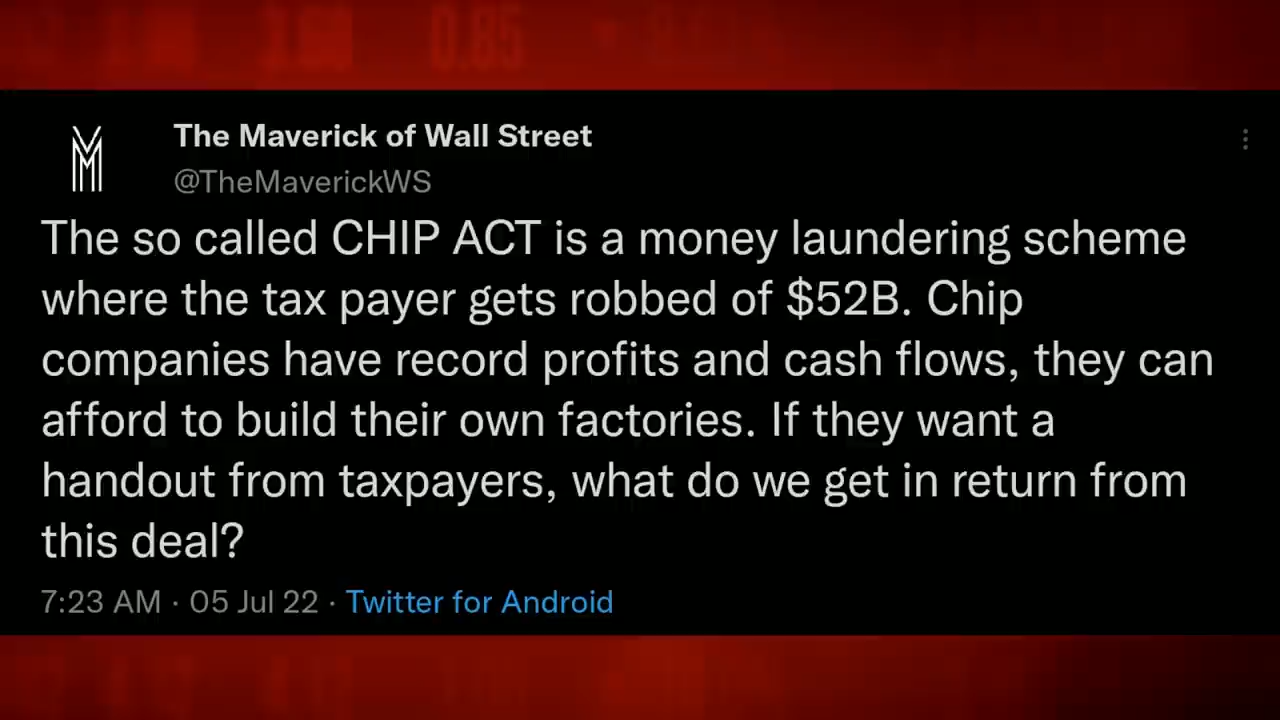 0.85
The Maverick of Wall Street
@TheMaverickWS
The so called CHIP ACT is a money laundering scheme
where the tax payer gets robbed of $52B. Chip
companies have record profits and cash flows, they can
afford to build their own factories. If they want a
handout from taxpayers, what do we get in return from
this deal?
7:23 AM · 05 Jul 22 · Twitter for Android